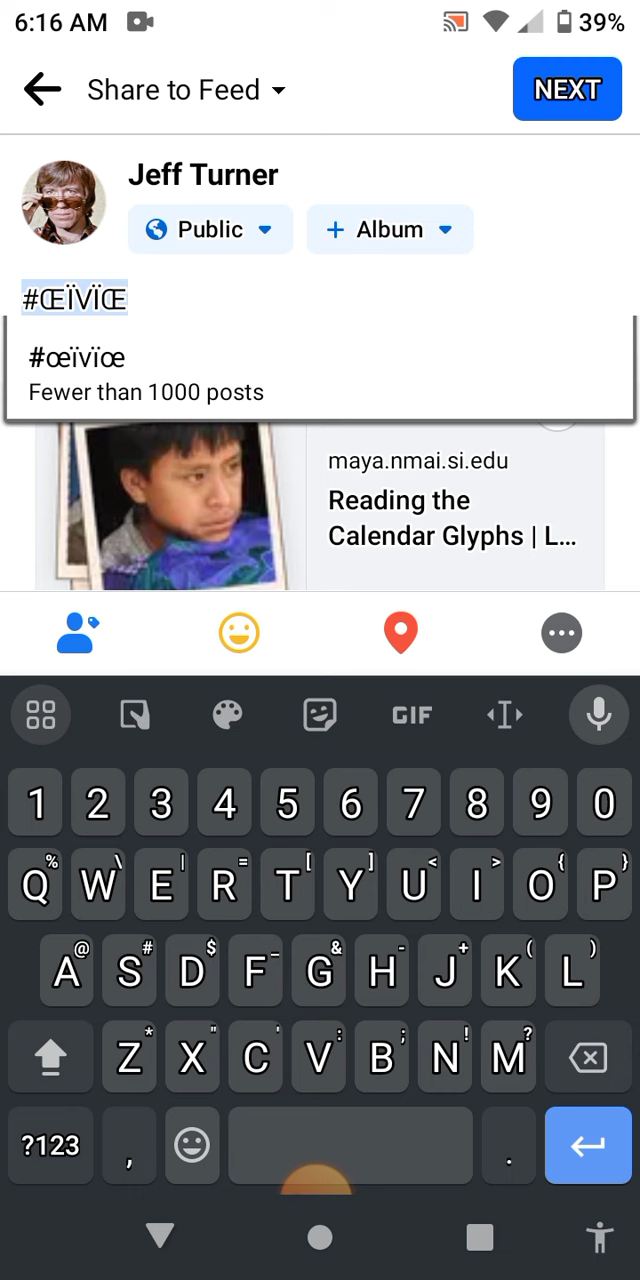 6:16 AM 39%
Share to Feed NEXT
Jeff Turner
Public + Album
#ŒÏVÏŒ
#œïvïœ
Fewer than 1000 posts
maya.nmai.si.edu
Reading the
Calendar Glyphs | L...
GIF
1 2 3 4 5 6 7 8 9 0
% \ | = [ ] < > { }
Q W E R T Y U I O P
@ # $ _ & - + ( )
A S D F G H J K L
* " ' : ; ! ?
Z X C V B N M
?123 , .